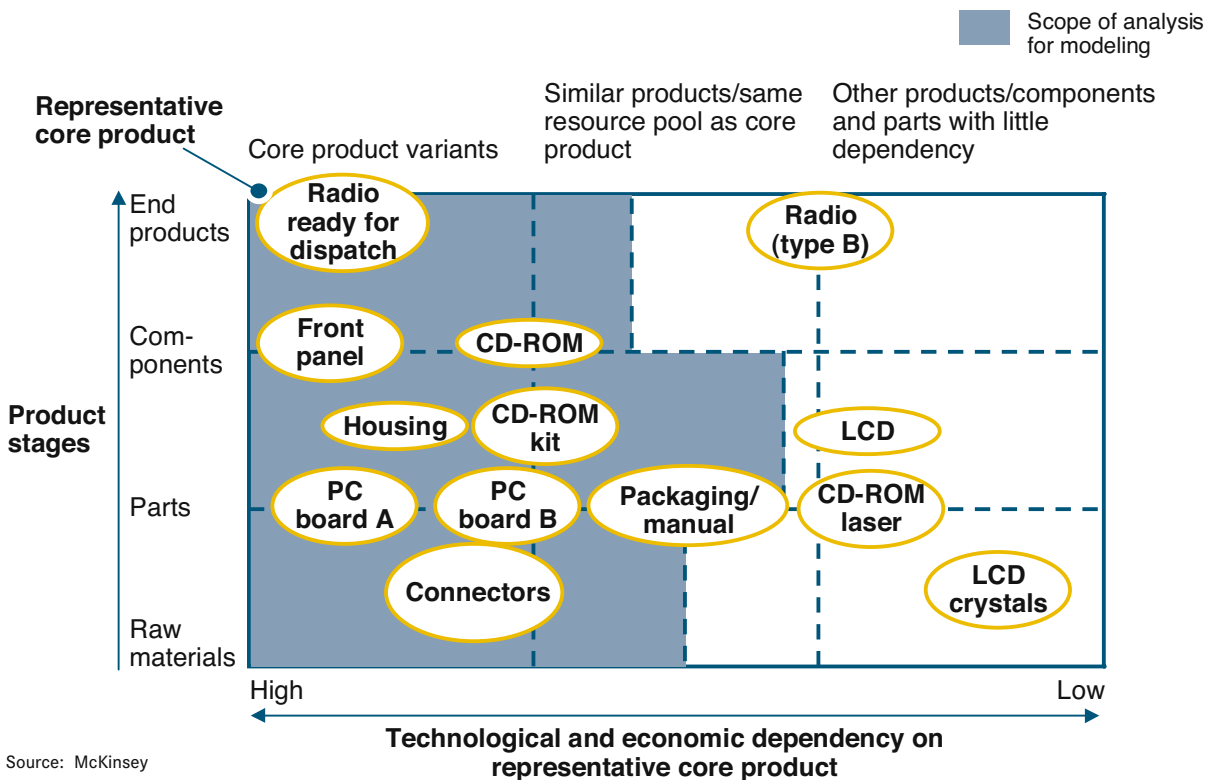 Scope of analysis
for modeling
Representative
core product
Core product variants
Similar products/same
resource pool as core
product
Other products/components
and parts with little
dependency
End
products
Radio
ready for
dispatch
Radio
(type B)
Com-
ponents
Front
panel
CD-ROM
Product
stages
Housing
CD-ROM
kit
LCD
Parts
PC
board A
PC
board B
Packaging/
manual
CD-ROM
laser
Connectors
LCD
crystals
Raw
materials
High
Low
Technological and economic dependency on
representative core product
Source: McKinsey